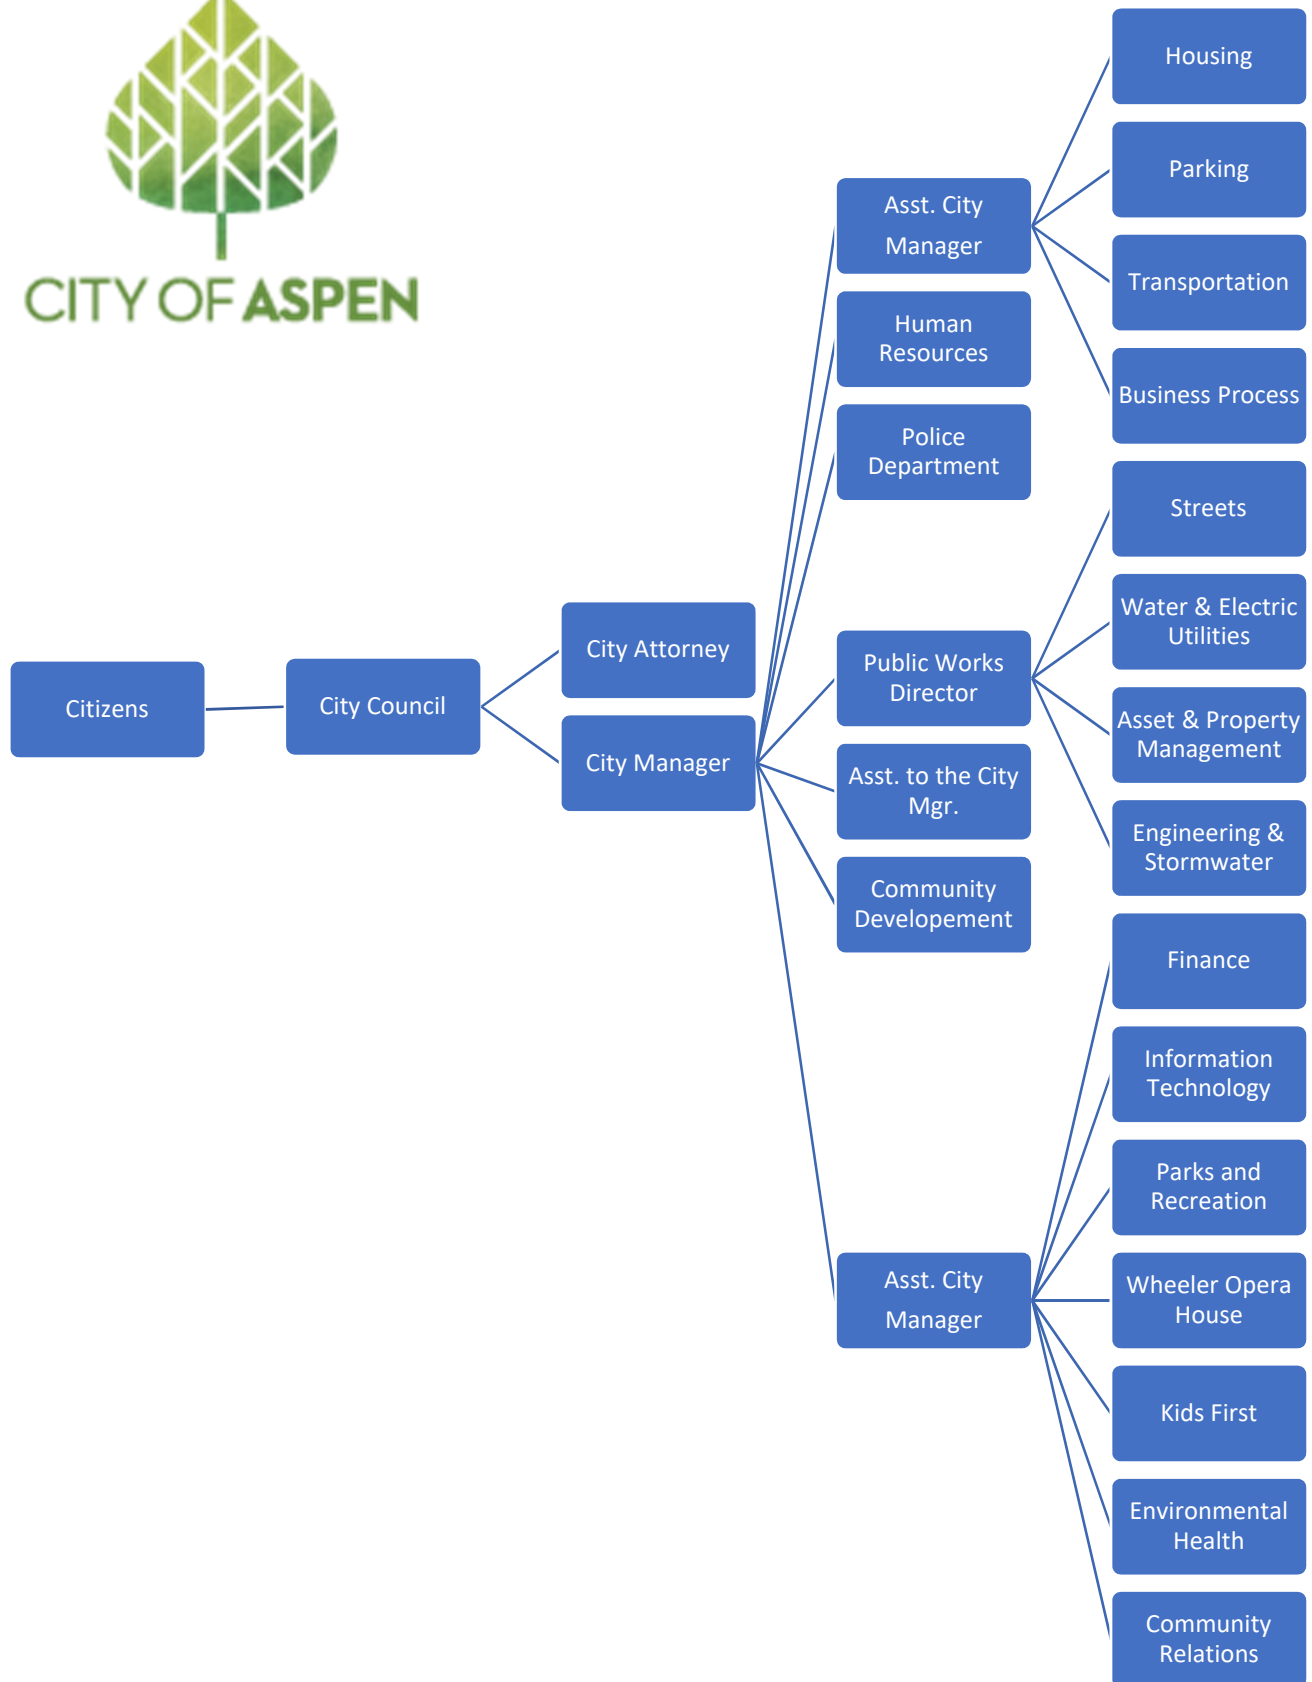 CITY OF ASPEN
Citizens
City Council
City Attorney
City Manager
Asst. City
Manager
Human
Resources
Police
Department
Public Works
Director
Asst. to the City
Mgr.
Community
Developement
Asst. City
Manager
Housing
Parking
Transportation
Business Process
Streets
Water & Electric
Utilities
Asset & Property
Management
Engineering &
Stormwater
Finance
Information
Technology
Parks and
Recreation
Wheeler Opera
House
Kids First
Environmental
Health
Community
Relations